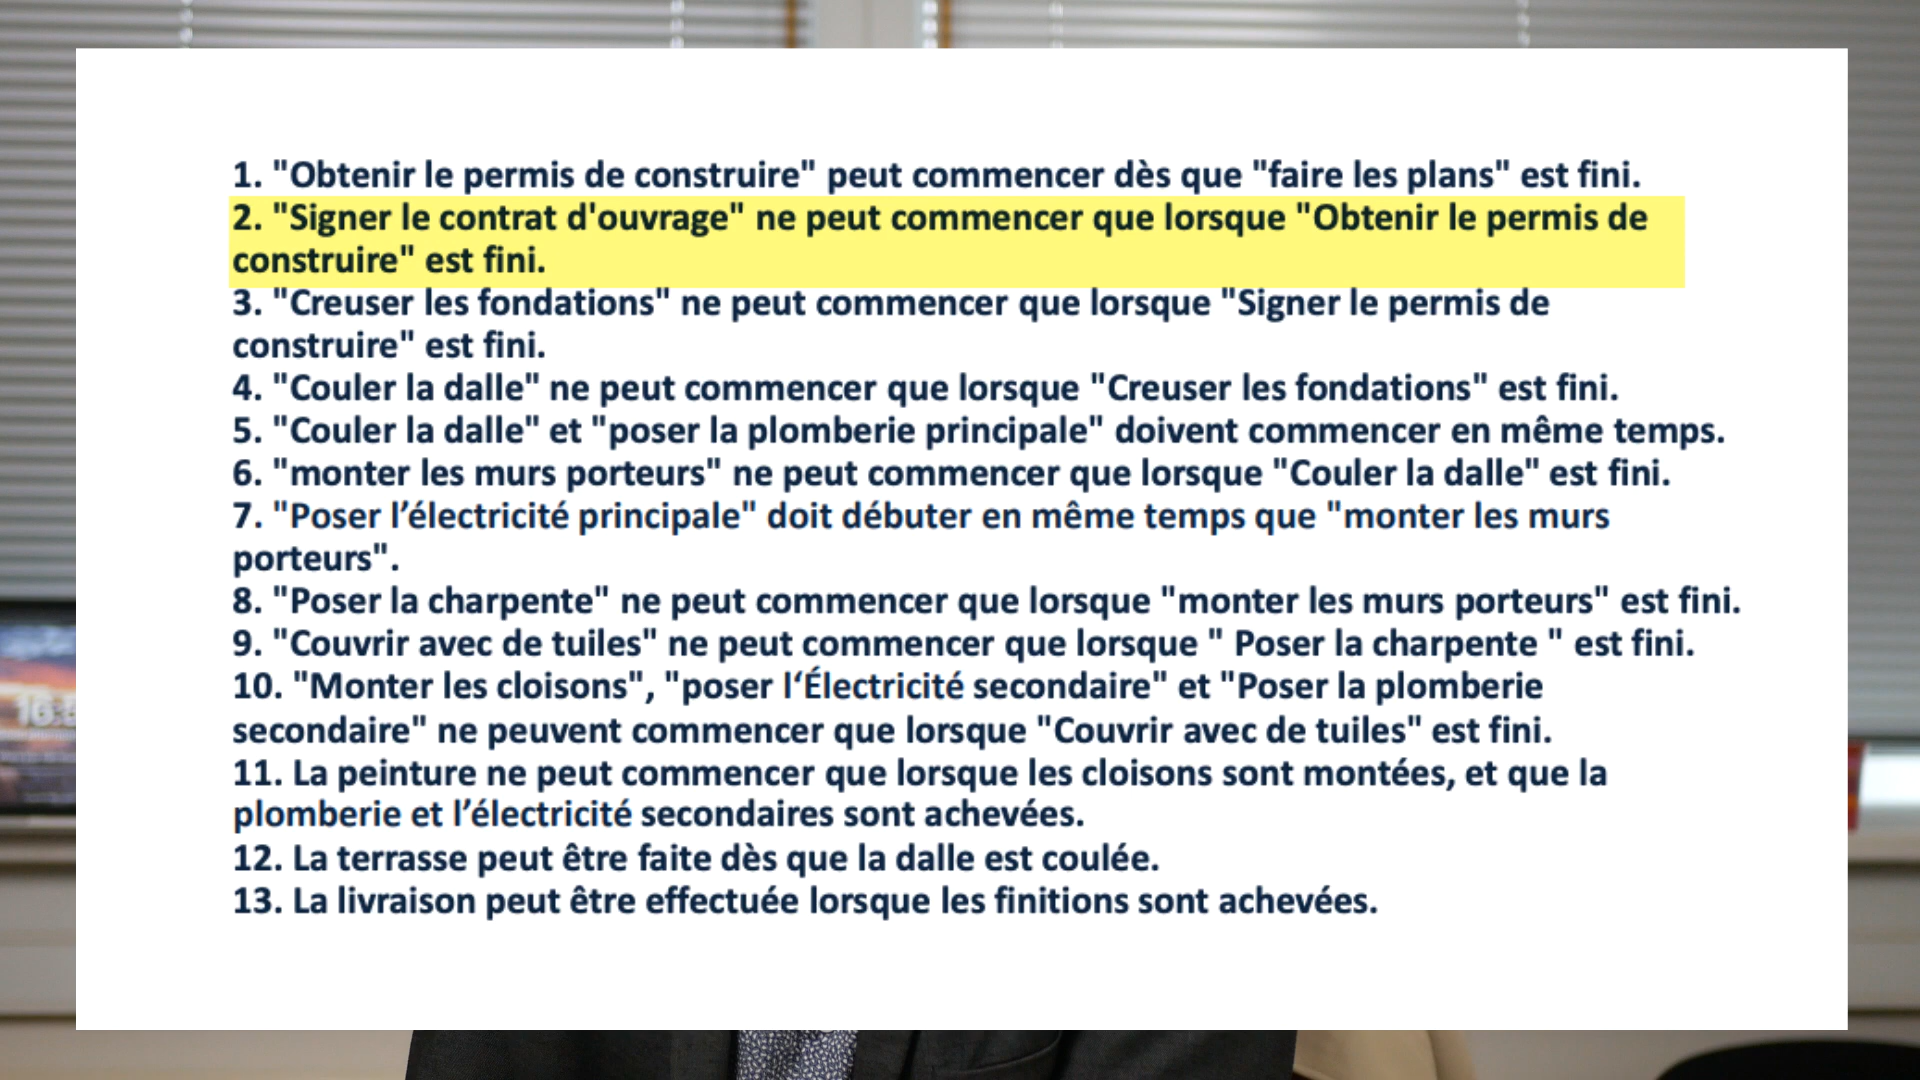 1. "Obtenir le permis de construire" peut commencer dès que "faire les plans" est fini.
2. "Signer le contrat d'ouvrage" ne peut commencer que lorsque "Obtenir le permis de
construire" est fini.
3. "Creuser les fondations" ne peut commencer que lorsque "Signer le permis de
construire" est fini.
4. "Couler la dalle" ne peut commencer que lorsque "Creuser les fondations" est fini.
5. "Couler la dalle" et "poser la plomberie principale" doivent commencer en même temps.
6. "monter les murs porteurs" ne peut commencer que lorsque "Couler la dalle" est fini.
7. "Poser l’électricité principale" doit débuter en même temps que "monter les murs
porteurs".
8. "Poser la charpente" ne peut commencer que lorsque "monter les murs porteurs" est fini.
9. "Couvrir avec de tuiles" ne peut commencer que lorsque " Poser la charpente " est fini.
10. "Monter les cloisons", "poser l‘Électricité secondaire" et "Poser la plomberie
secondaire" ne peuvent commencer que lorsque "Couvrir avec de tuiles" est fini.
11. La peinture ne peut commencer que lorsque les cloisons sont montées, et que la
plomberie et l’électricité secondaires sont achevées.
12. La terrasse peut être faite dès que la dalle est coulée.
13. La livraison peut être effectuée lorsque les finitions sont achevées.